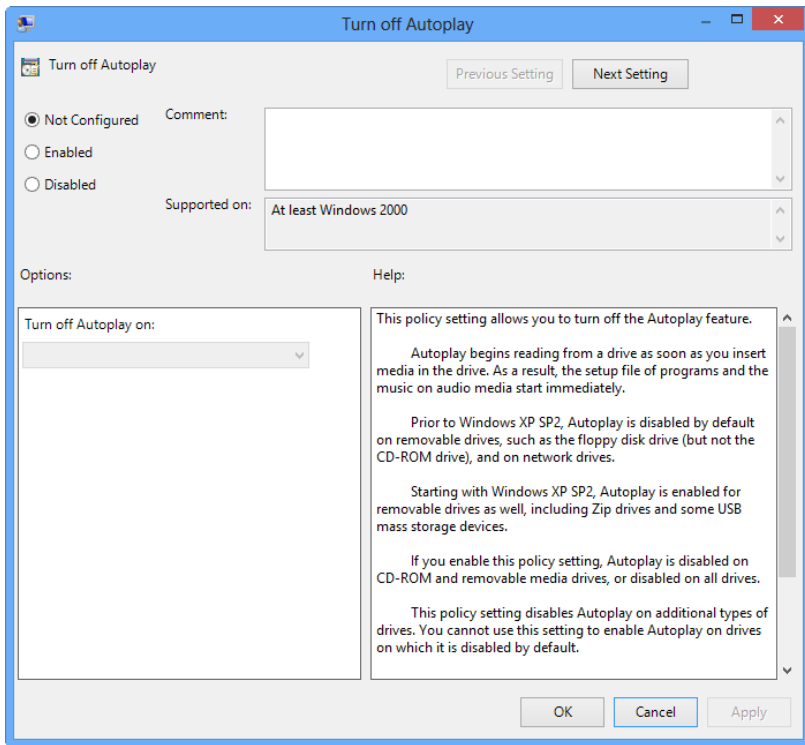 Turn off Autoplay
Turn off Autoplay
Previous Setting
Next Setting
Not Configured
Enabled
Disabled
Comment:
Supported on:
At least Windows 2000
Options:
Help:
Turn off Autoplay on:
This policy setting allows you to turn off the Autoplay feature.
Autoplay begins reading from a drive as soon as you insert
media in the drive. As a result, the setup file of programs and the
music on audio media start immediately.
Prior to Windows XP SP2, Autoplay is disabled by default
on removable drives, such as the floppy disk drive (but not the
CD-ROM drive), and on network drives.
Starting with Windows XP SP2, Autoplay is enabled for
removable drives as well, including Zip drives and some USB
mass storage devices.
If you enable this policy setting, Autoplay is disabled on
CD-ROM and removable media drives, or disabled on all drives.
This policy setting disables Autoplay on additional types of
drives. You cannot use this setting to enable Autoplay on drives
on which it is disabled by default.
OK
Cancel
Apply